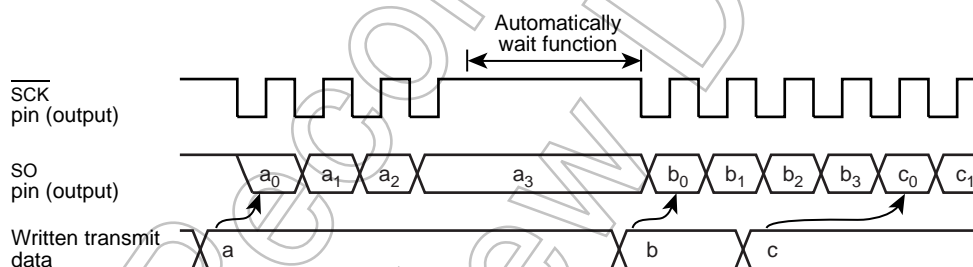 Automatically
wait function
SCK
pin (output)
SO
pin (output)
a0 a1 a2 a3 b0 b1 b2 b3 c0 c1
Written transmit
data
a b c